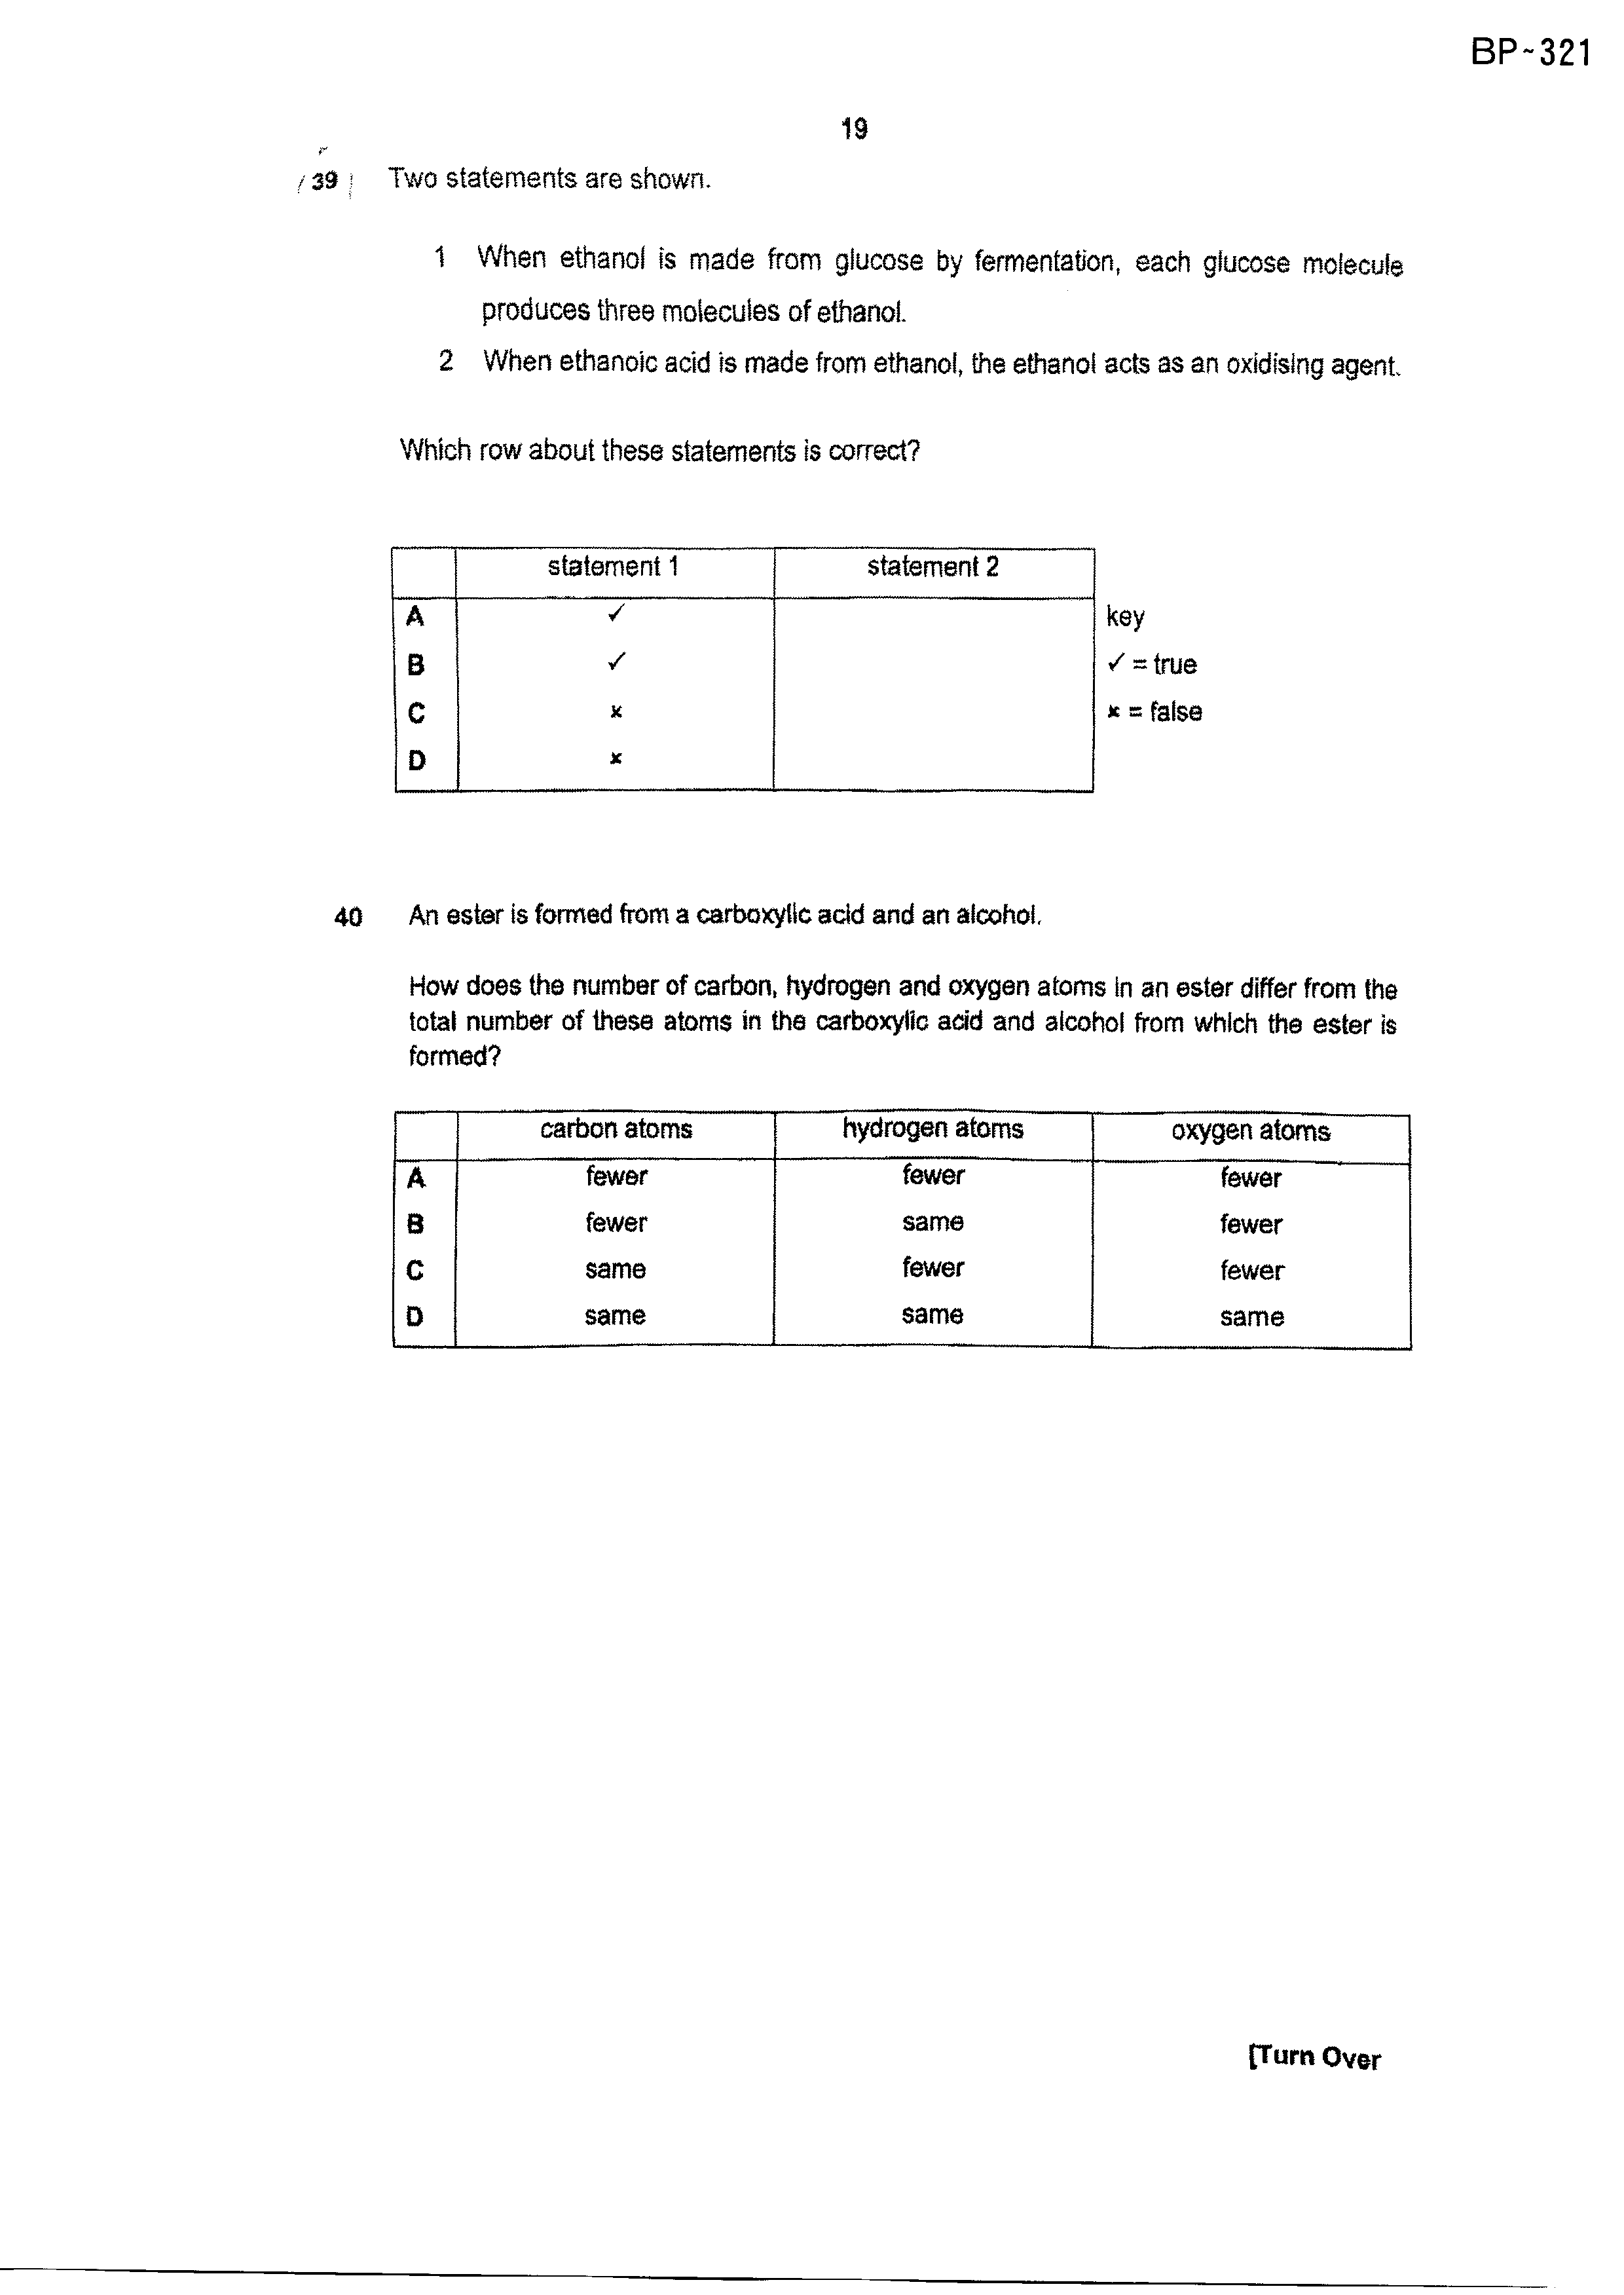 BP-321
19
39 Two statements are shown.
1 When ethanol is made from glucose by fermentation, each glucose molecule
produces three molecules of ethanol.
2 When ethanoic acid is made from ethanol, the ethanol acts as an oxidising agent.
Which row about these statements is correct?
statement 1 statement 2
A ✓ key
B ✓ ✓ = true
C × × = false
D ×
40 An ester is formed from a carboxylic acid and an alcohol.
How does the number of carbon, hydrogen and oxygen atoms in an ester differ from the
total number of these atoms in the carboxylic acid and alcohol from which the ester is
formed?
carbon atoms hydrogen atoms oxygen atoms
A fewer fewer fewer
B fewer same fewer
C same fewer fewer
D same same same
[Turn Over